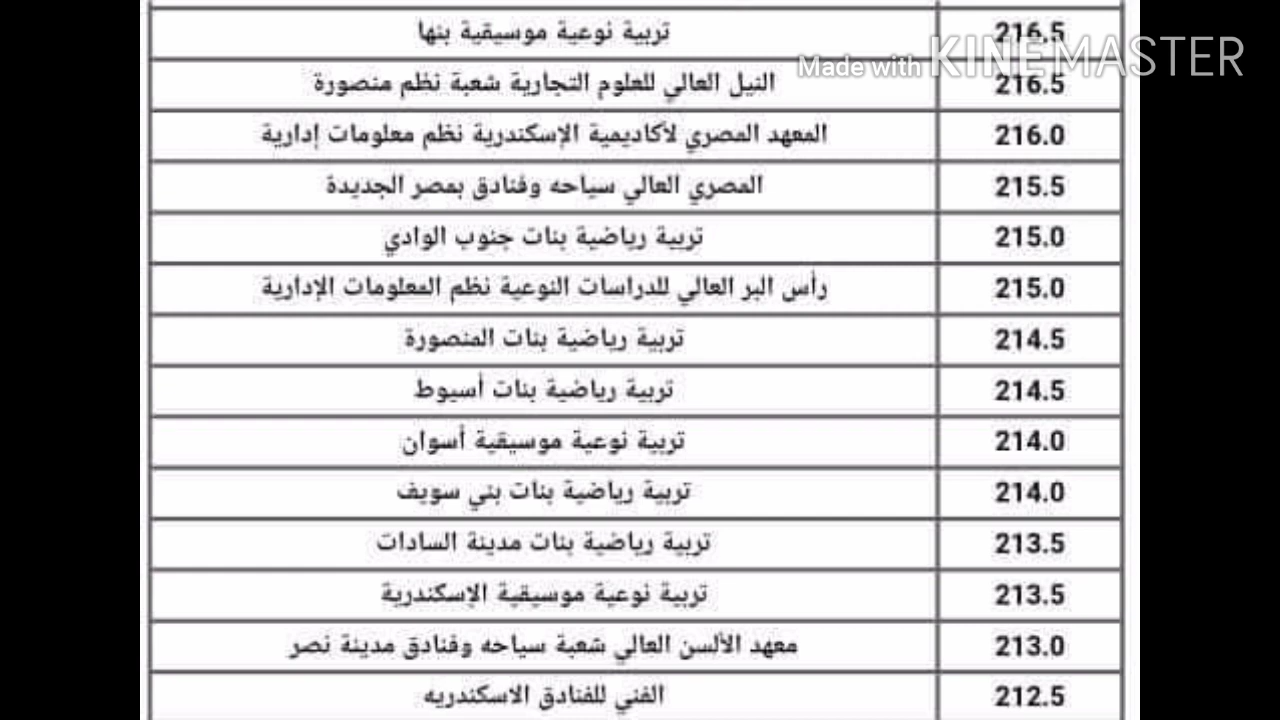 216.5 تربية نوعية موسيقية بنها
Made with KINEMASTER
216.5 النيل العالي للعلوم التجارية شعبة نظم منصورة
216.0 المعهد المصري لأكاديمية الإسكندرية نظم معلومات إدارية
215.5 المصري العالي سياحه وفنادق بمصر الجديدة
215.0 تربية رياضية بنات جنوب الوادي
215.0 رأس البر العالي للدراسات النوعية نظم المعلومات الإدارية
214.5 تربية رياضية بنات المنصورة
214.5 تربية رياضية بنات أسيوط
214.0 تربية نوعية موسيقية أسوان
214.0 تربية رياضية بنات بني سويف
213.5 تربية رياضية بنات مدينة السادات
213.5 تربية نوعية موسيقية الإسكندرية
213.0 معهد الألسن العالي شعبة سياحه وفنادق مدينة نصر
212.5 الفني للفنادق الاسكندريه